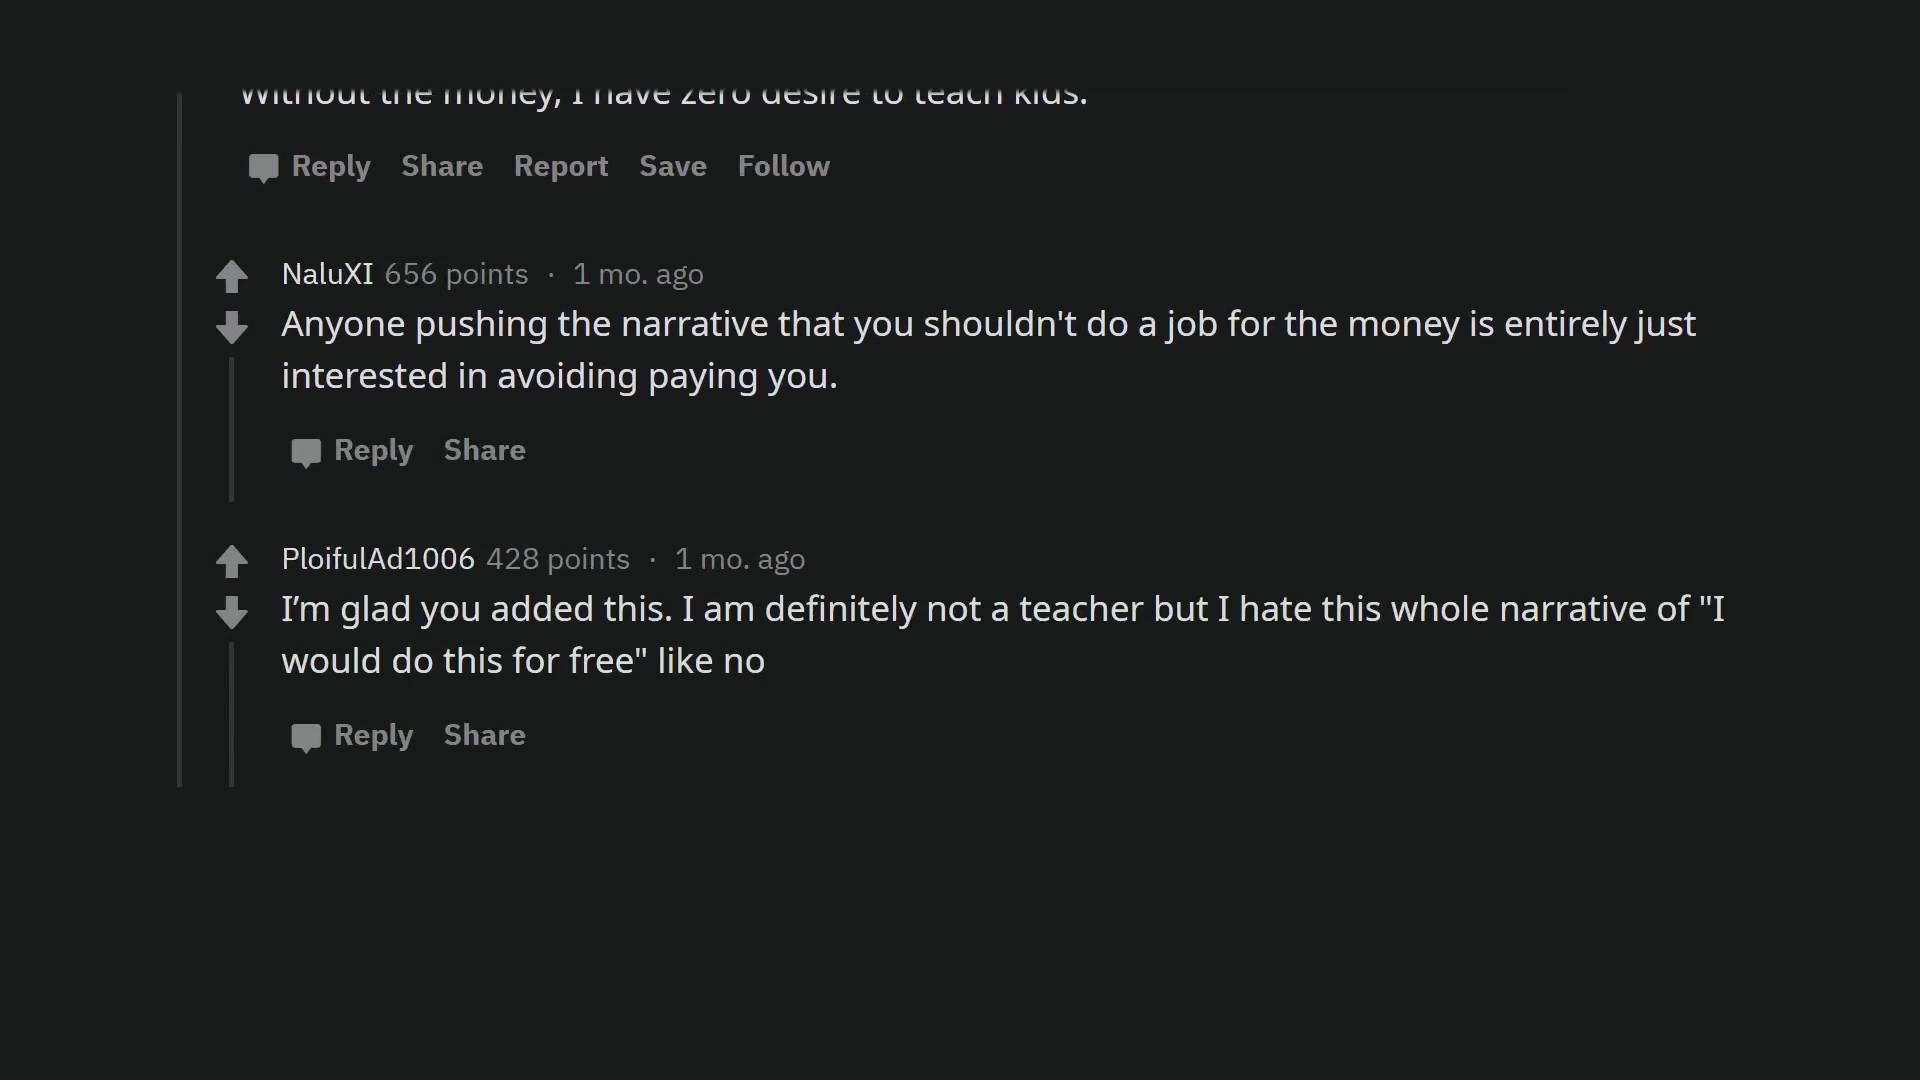 Without the money, I have zero desire to teach kids.
Reply Share Report Save Follow
NaluXI 656 points · 1 mo. ago
Anyone pushing the narrative that you shouldn't do a job for the money is entirely just
interested in avoiding paying you.
Reply Share
PloifulAd1006 428 points · 1 mo. ago
I’m glad you added this. I am definitely not a teacher but I hate this whole narrative of "I
would do this for free" like no
Reply Share